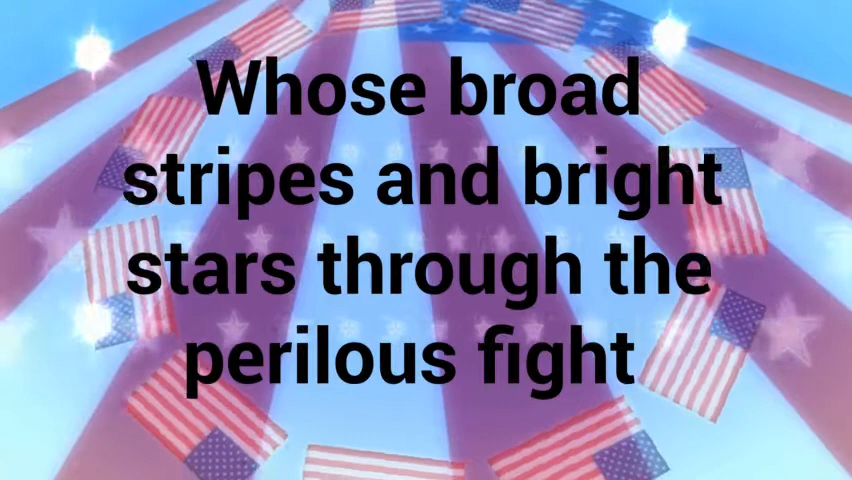 Whose broad
stripes and bright
stars through the
perilous fight